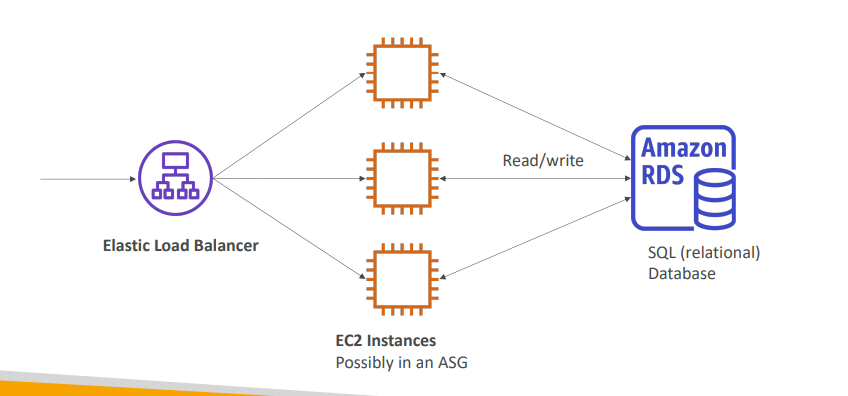 Elastic Load Balancer
EC2 Instances
Possibly in an ASG
Read/write
Amazon
RDS
SQL (relational)
Database